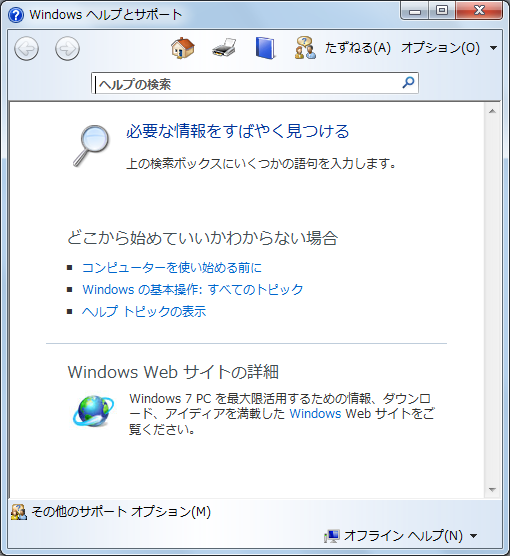 Windows ヘルプとサポート
たずねる(A) オプション(O)
ヘルプの検索
必要な情報をすばやく見つける
上の検索ボックスにいくつかの語句を入力します。
どこから始めていいかわからない場合
コンピューターを使い始める前に
Windows の基本操作: すべてのトピック
ヘルプ トピックの表示
Windows Web サイトの詳細
Windows 7 PC を最大限活用するための情報、ダウンロ
ード、アイディアを満載した Windows Web サイトをご
覧ください。
その他のサポート オプション(M)
オフライン ヘルプ(N)